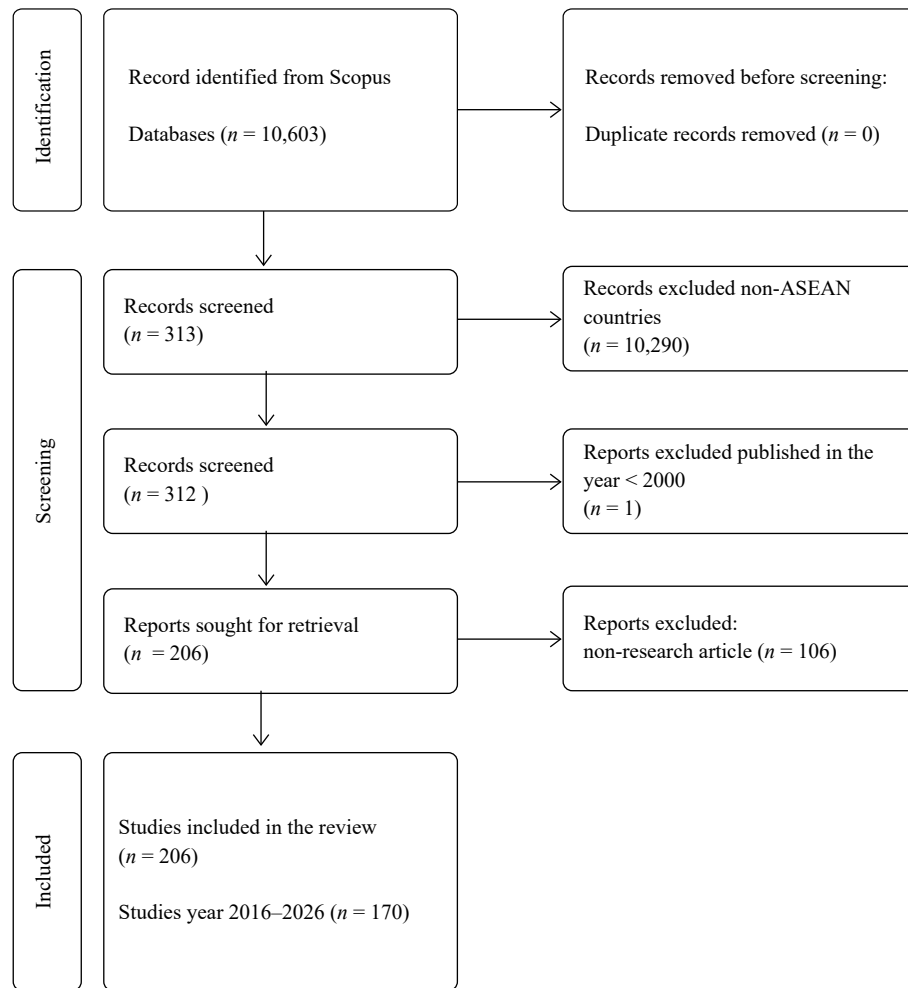 Identification
Record identified from Scopus
Databases (n = 10,603)
Records removed before screening:
Duplicate records removed (n = 0)
Screening
Records screened
(n = 313)
Records excluded non-ASEAN
countries
(n = 10,290)
Records screened
(n = 312 )
Reports excluded published in the
year < 2000
(n = 1)
Reports sought for retrieval
(n = 206)
Reports excluded:
non-research article (n = 106)
Included
Studies included in the review
(n = 206)
Studies year 2016–2026 (n = 170)